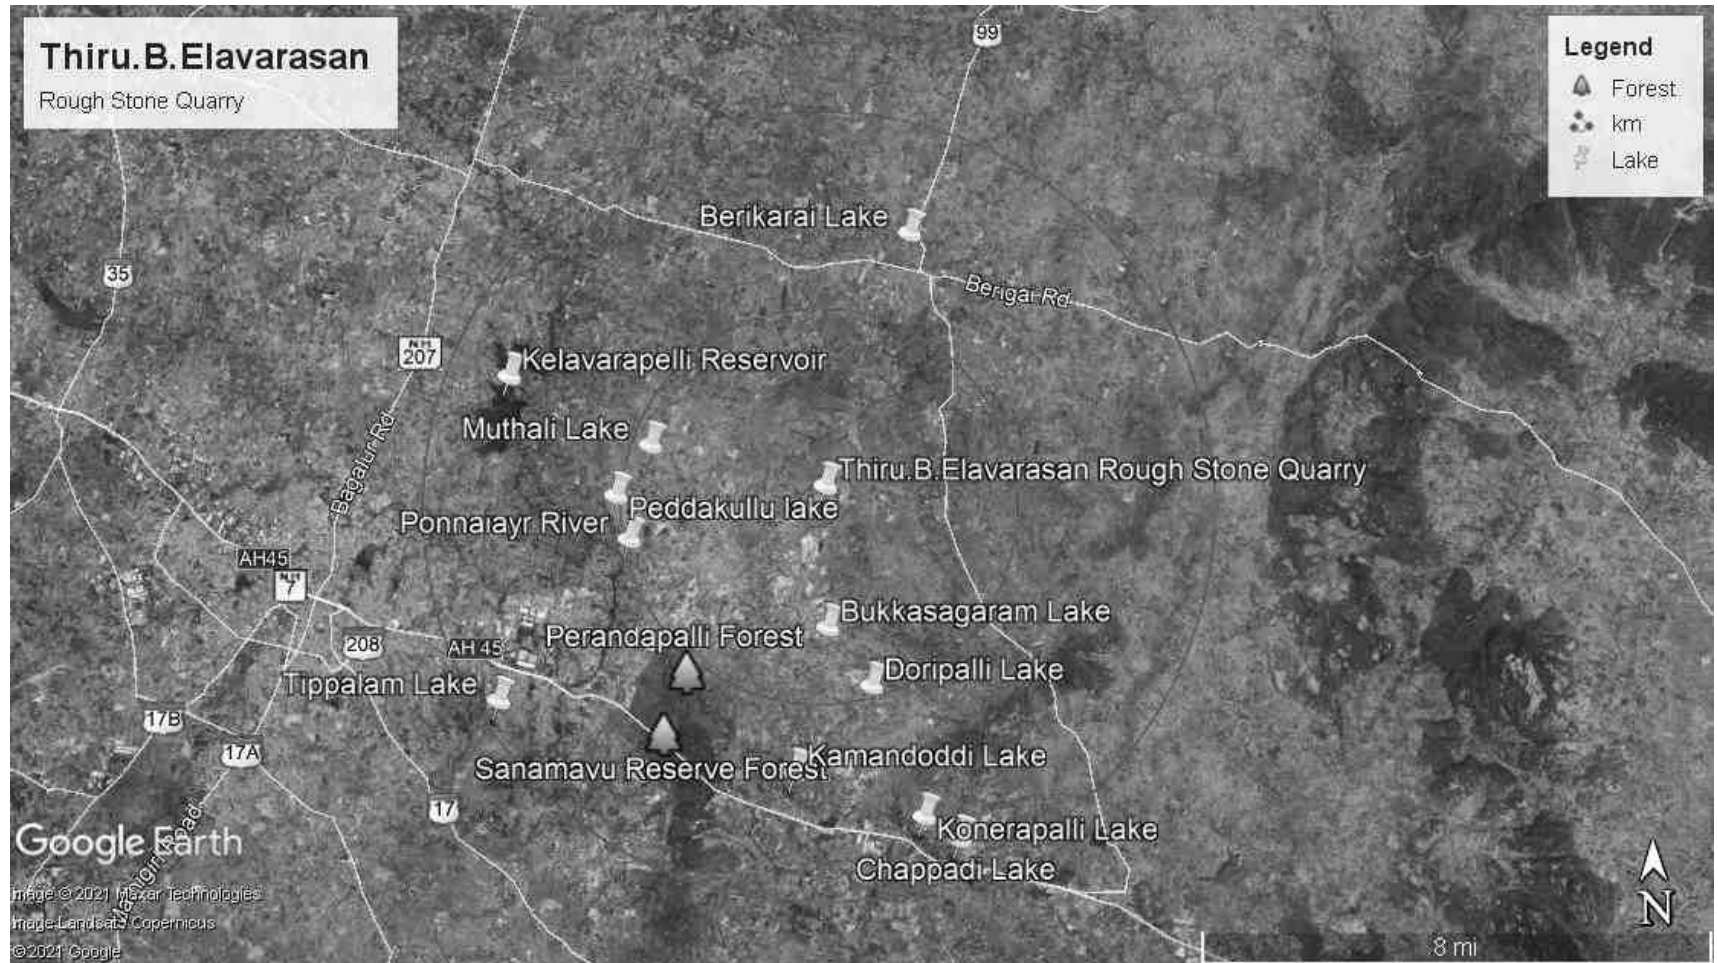 Thiru.B.Elavarasan
Rough Stone Quarry
Legend
Forest
km
Lake
99
Berikarai Lake
35
Berigai Rd
N.H
207
Kelavarapelli Reservoir
Bagalur Rd
Muthali Lake
Thiru.B.Elavarasan Rough Stone Quarry
Peddakullu lake
Ponnaiayr River
AH45
N.H
7
Bukkasagaram Lake
208
AH 45
Perandapalli Forest
Doripalli Lake
Tippalam Lake
17B
17A
Kamandoddi Lake
Sanamavu Reserve Forest
17
Konerapalli Lake
Chappadi Lake
Google Earth
Image © 2021 Maxar Technologies
Image Landsat / Copernicus
© 2021 Google
N
8 mi